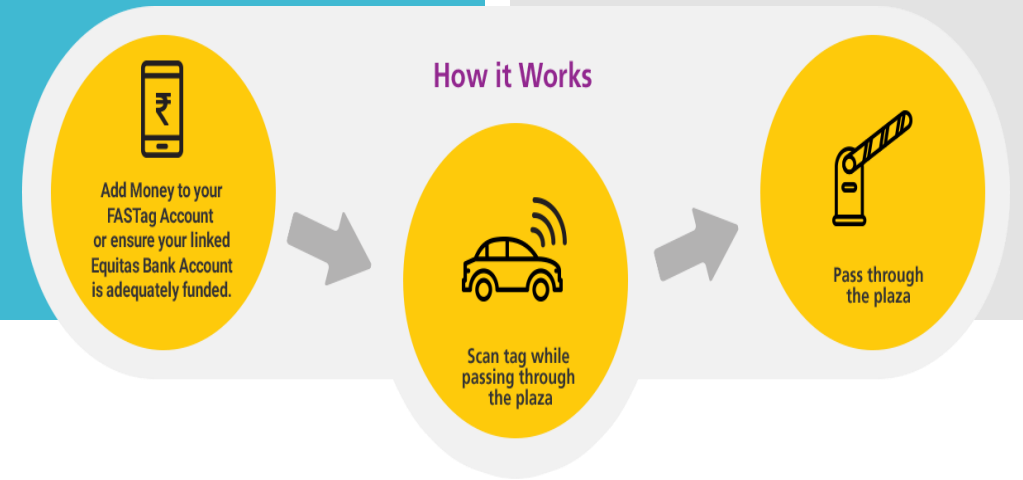 How it Works
₹
Add Money to your
FASTag Account
or ensure your linked
Equitas Bank Account
is adequately funded.
Scan tag while
passing through
the plaza
Pass through
the plaza